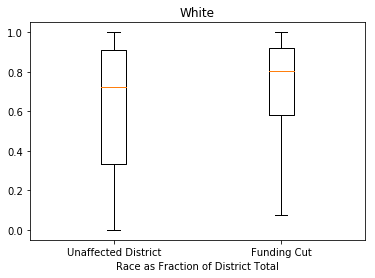 White
1.0
0.8
0.6
0.4
0.2
0.0
Unaffected District
Funding Cut
Race as Fraction of District Total